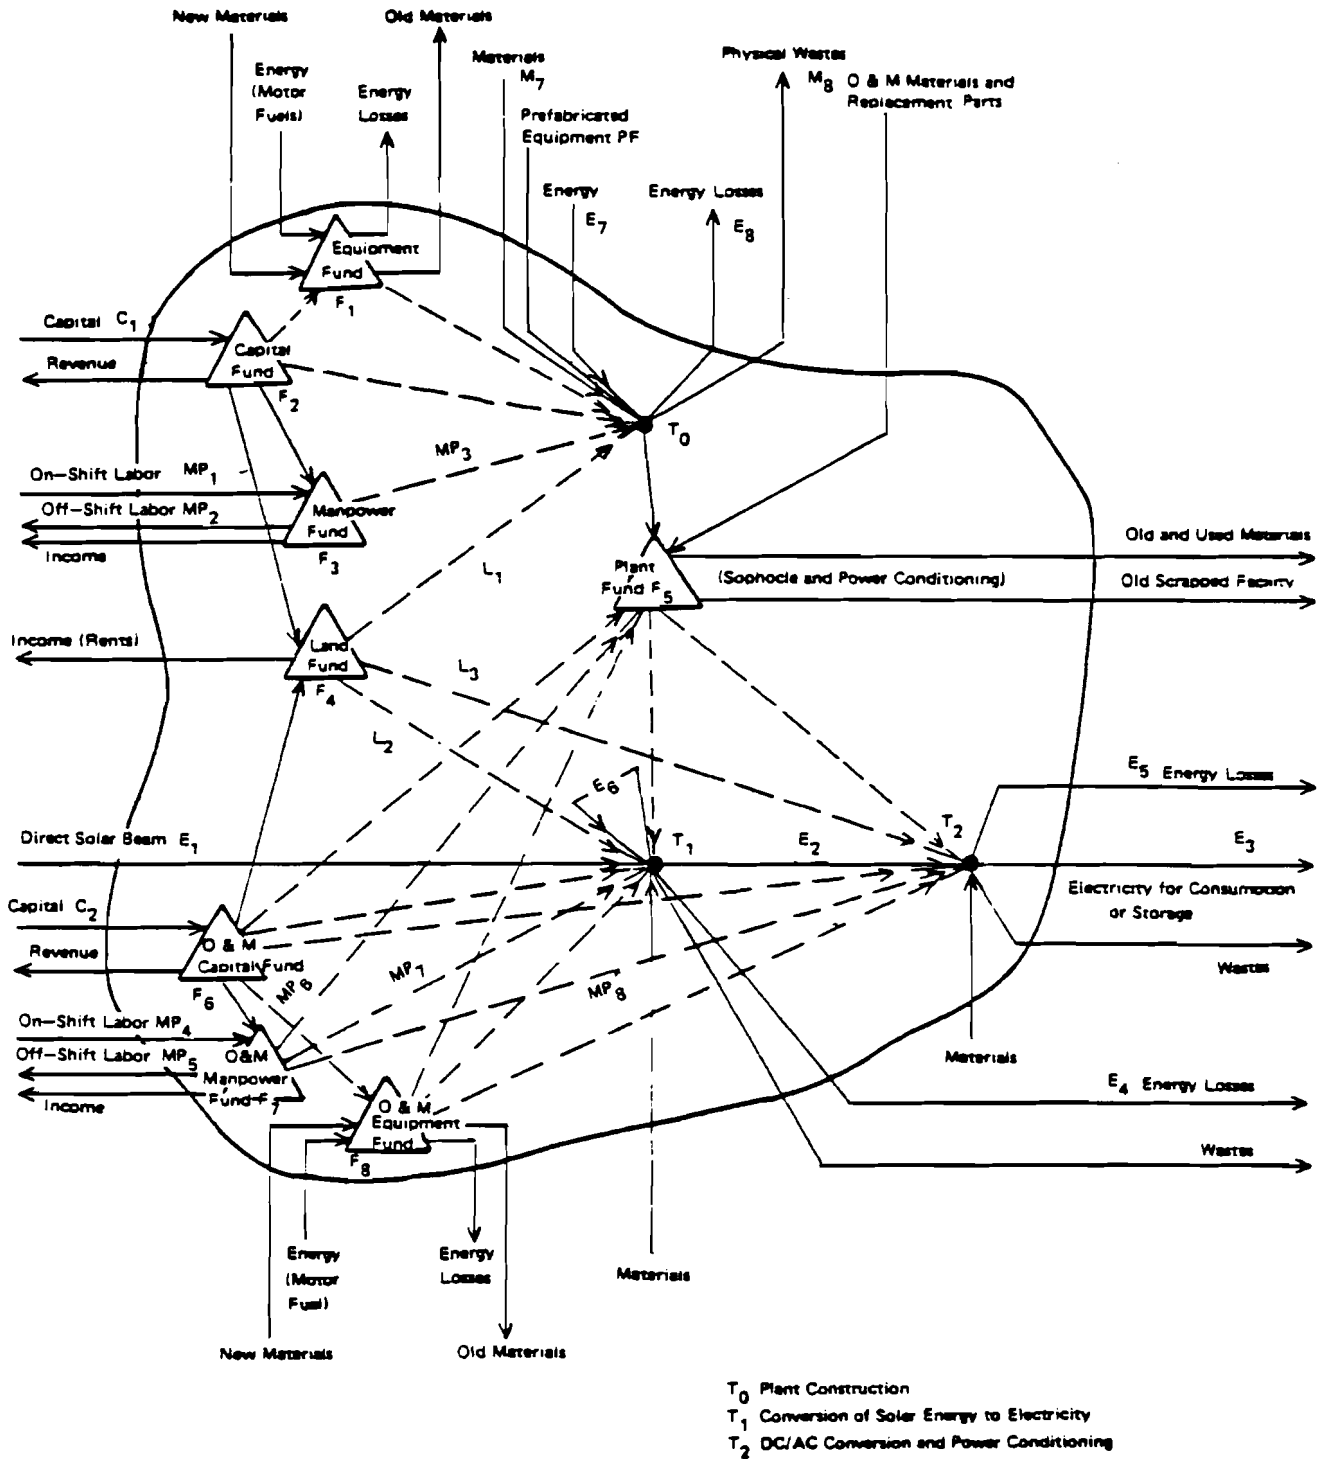 New Materials
Old Materials
Energy
(Motor
Fuels)
Energy
Losses
Materials
M7
Prefabricated
Equipment PF
Energy
E7
Energy Losses
E8
Physical Wastes
M8
O & M Materials and
Replacement Parts
Equipment
Fund
F1
Capital C1
Revenue
Capital
Fund
F2
T0
MP3
On-Shift Labor MP1
Off-Shift Labor MP2
Income
Manpower
Fund
F3
L1
Plant
Fund F5
(Sophocle and Power Conditioning)
Old and Used Materials
Old Scrapped Facility
Income (Rents)
Land
Fund
F4
L3
L2
E6
E5 Energy Losses
Direct Solar Beam E1
T1
E2
T2
E3
Electricity for Consumption
or Storage
Capital C2
Revenue
O & M
Capital Fund
F6
MP6
MP7
MP8
Wastes
On-Shift Labor MP4
Off-Shift Labor MP5
Income
O&M
Manpower
Fund F7
Materials
E4 Energy Losses
O & M
Equipment
Fund
F8
Wastes
Energy
(Motor
Fuel)
Energy
Losses
Materials
New Materials
Old Materials
T0 Plant Construction
T1 Conversion of Solar Energy to Electricity
T2 DC/AC Conversion and Power Conditioning